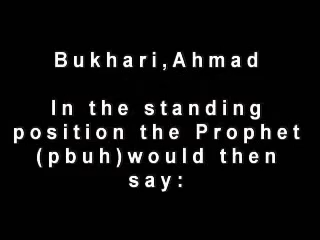 Bukhari,Ahmad
In the standing
position the Prophet
(pbuh)would then
say: